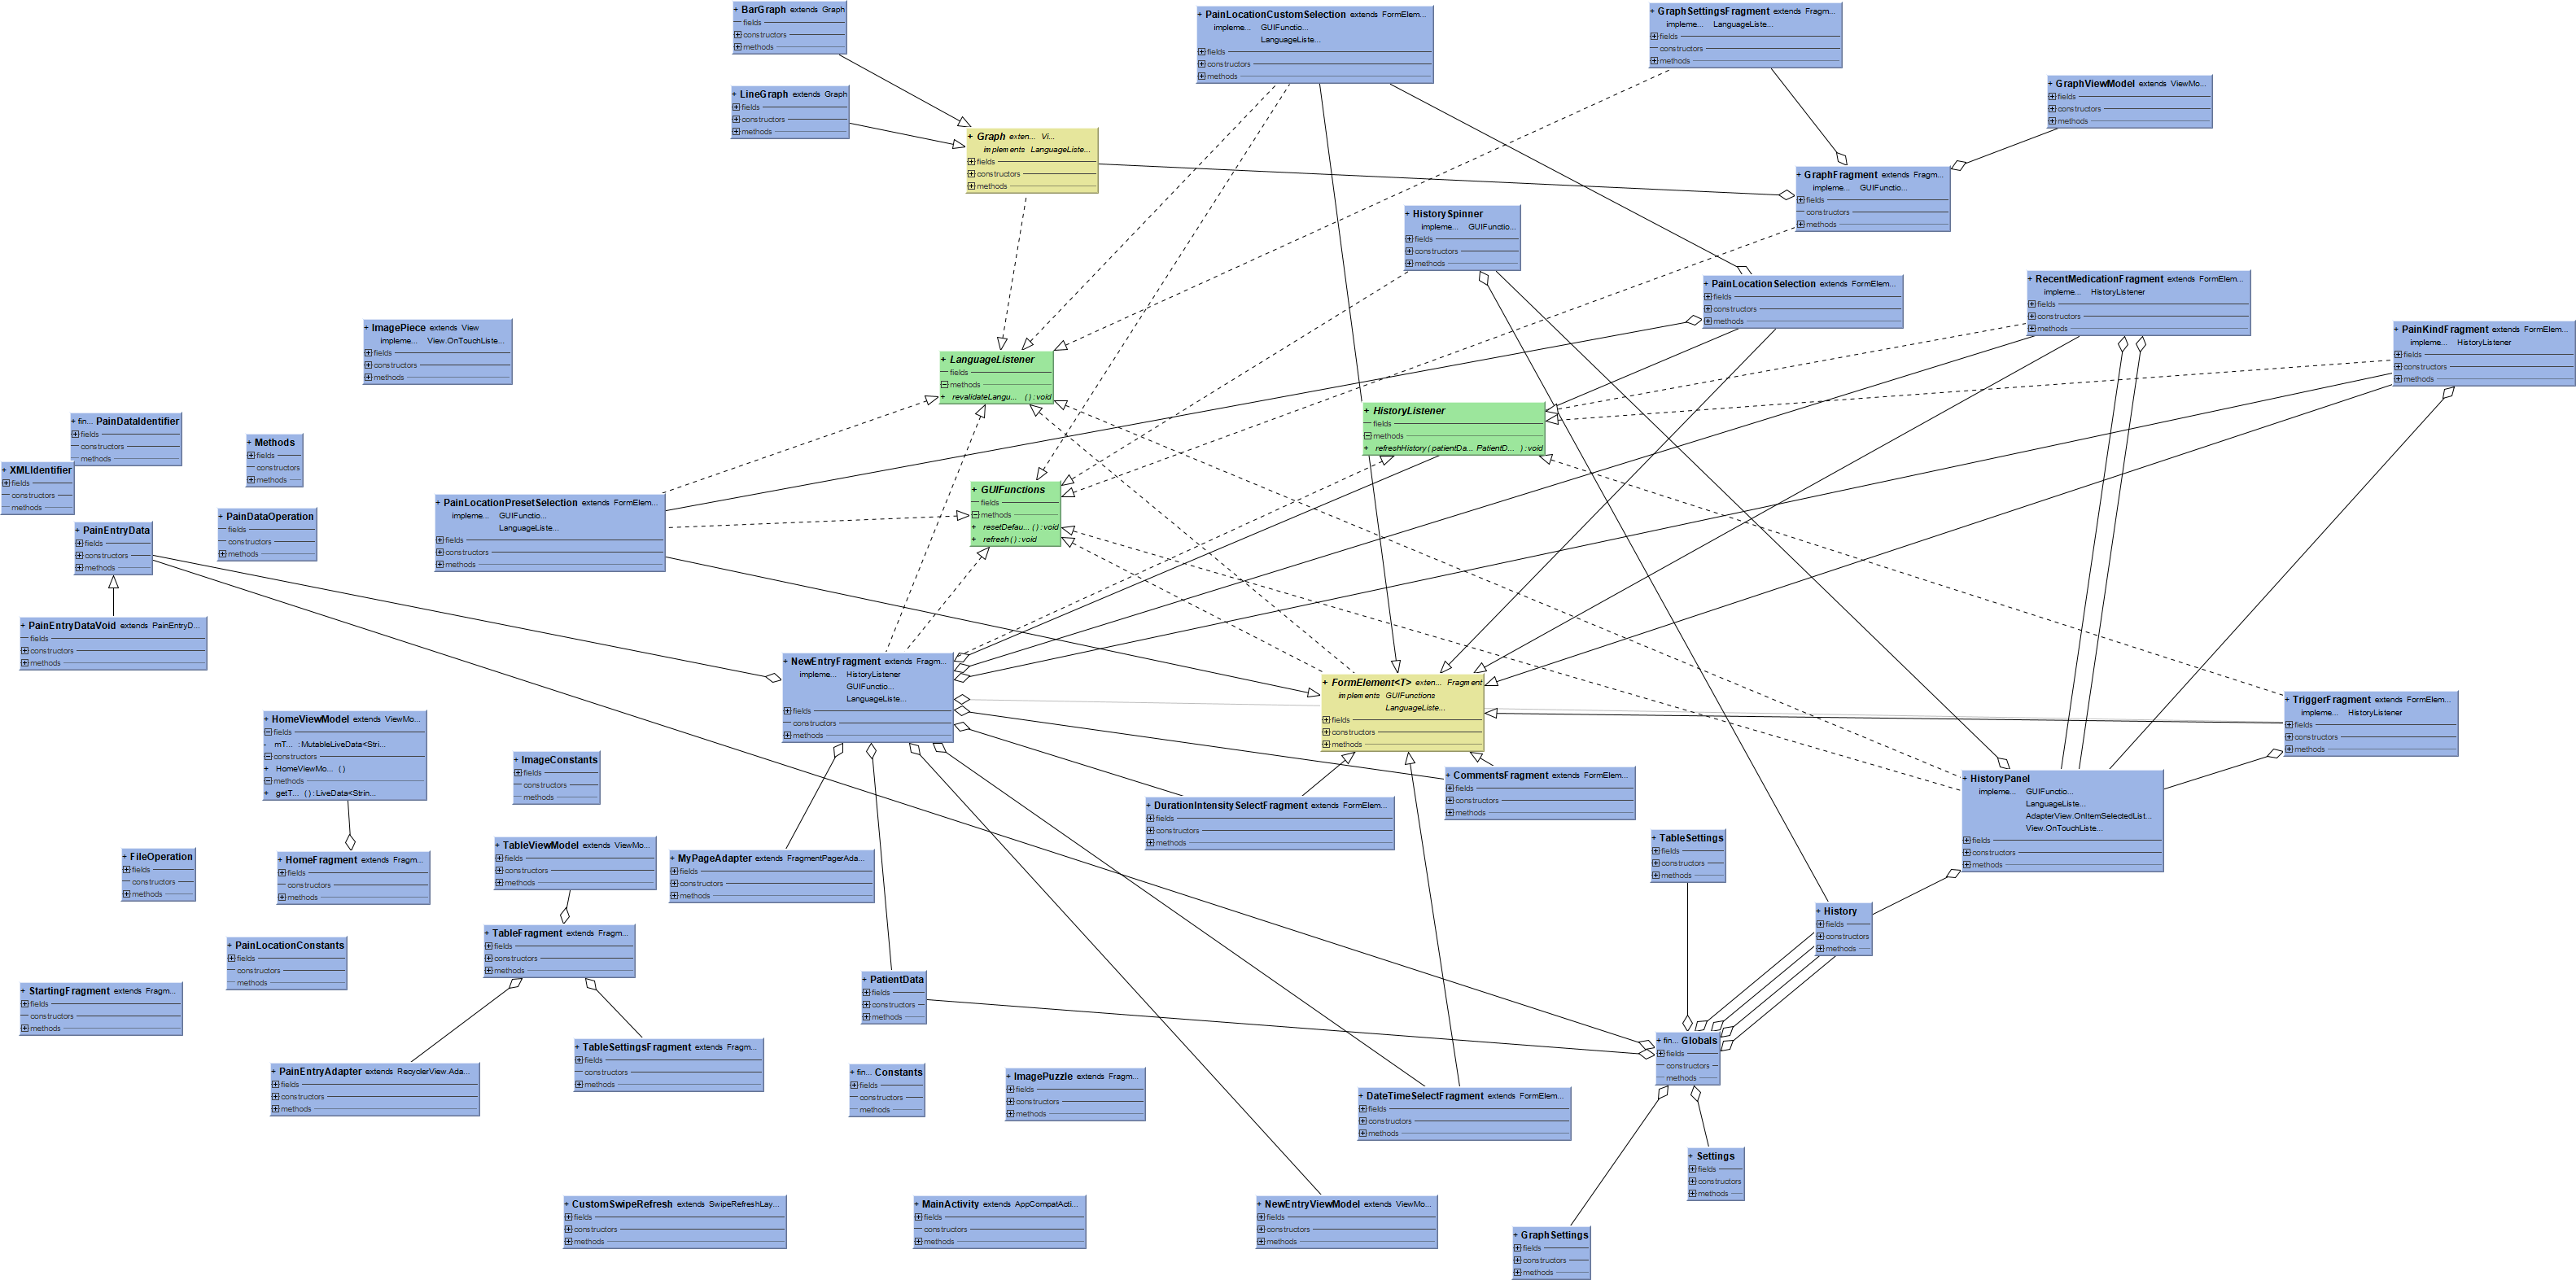 + BarGraph extends Graph
fields
constructors
methods
+ LineGraph extends Graph
fields
constructors
methods
+ Graph exten... Vi...
implements LanguageListe...
fields
constructors
methods
+ PainLocationCustomSelection extends FormElem...
impleme... GUIFunctio...
LanguageListe...
fields
constructors
methods
+ GraphSettingsFragment extends Fragm...
impleme... LanguageListe...
fields
constructors
methods
+ GraphViewModel extends ViewMo...
fields
constructors
methods
+ GraphFragment extends Fragm...
impleme... GUIFunctio...
fields
constructors
methods
+ HistorySpinner
impleme... GUIFunctio...
fields
constructors
methods
+ PainLocationSelection extends FormElem...
fields
constructors
methods
+ RecentMedicationFragment extends FormElem...
impleme... HistoryListener
fields
constructors
methods
+ PainKindFragment extends FormElem...
impleme... HistoryListener
fields
constructors
methods
+ ImagePiece extends View
impleme... View.OnTouchListe...
fields
constructors
methods
+ LanguageListener
fields
methods
+ revalidateLangu... () : void
+ HistoryListener
fields
methods
+ refreshHistory (patientDa... PatientD... ) : void
+ fin... PainDataIdentifier
fields
constructors
methods
+ XMLIdentifier
fields
constructors
methods
+ Methods
fields
constructors
methods
+ PainDataOperation
fields
constructors
methods
+ PainEntryData
fields
constructors
methods
+ PainLocationPresetSelection extends FormElem...
impleme... GUIFunctio...
LanguageListe...
fields
constructors
methods
+ GUIFunctions
fields
methods
+ resetDefau... () : void
+ refresh () : void
+ PainEntryDataVoid extends PainEntryD...
fields
constructors
methods
+ NewEntryFragment extends Fragm...
impleme... HistoryListener
GUIFunctio...
LanguageListe...
fields
constructors
methods
+ FormElement<T> exten... Fragment
implements GUIFunctions
LanguageListe...
fields
constructors
methods
+ TriggerFragment extends FormElem...
impleme... HistoryListener
fields
constructors
methods
+ HomeViewModel extends ViewMo...
fields
- mT... : MutableLiveData<Stri...
constructors
+ HomeViewMo... ()
methods
+ getT... () : LiveData<Strin...
+ ImageConstants
fields
constructors
methods
+ CommentsFragment extends FormElem...
fields
constructors
methods
+ DurationIntensitySelectFragment extends FormElem...
fields
constructors
methods
+ HistoryPanel
impleme... GUIFunctio...
LanguageListe...
AdapterView.OnItemSelectedList...
View.OnTouchListe...
fields
constructors
methods
+ TableSettings
fields
constructors
methods
+ FileOperation
fields
constructors
methods
+ HomeFragment extends Fragm...
fields
constructors
methods
+ TableViewModel extends ViewMo...
fields
constructors
methods
+ MyPageAdapter extends FragmentPagerAda...
fields
constructors
methods
+ History
fields
constructors
methods
+ PainLocationConstants
fields
constructors
methods
+ TableFragment extends Fragm...
fields
constructors
methods
+ StartingFragment extends Fragm...
fields
constructors
methods
+ PatientData
fields
constructors
methods
+ fin... Globals
fields
constructors
methods
+ PainEntryAdapter extends RecyclerView.Ada...
fields
constructors
methods
+ TableSettingsFragment extends Fragm...
fields
constructors
methods
+ fin... Constants
fields
constructors
methods
+ ImagePuzzle extends Fragm...
fields
constructors
methods
+ DateTimeSelectFragment extends FormElem...
fields
constructors
methods
+ Settings
fields
constructors
methods
+ CustomSwipeRefresh extends SwipeRefreshLay...
fields
constructors
methods
+ MainActivity extends AppCompatActi...
fields
constructors
methods
+ NewEntryViewModel extends ViewMo...
fields
constructors
methods
+ GraphSettings
fields
constructors
methods